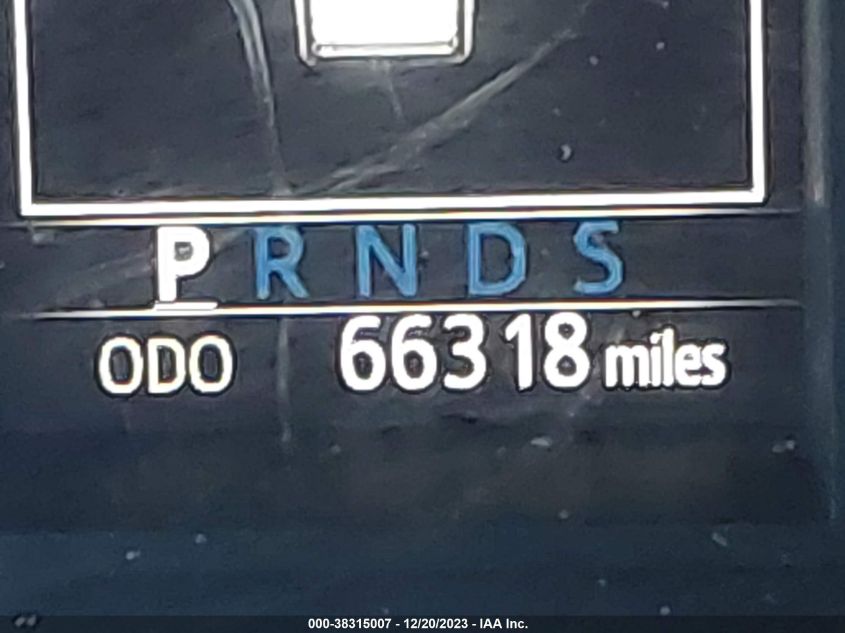 P R N D S
ODO 66318 miles
000-38315007 - 12/20/2023 - IAA Inc.